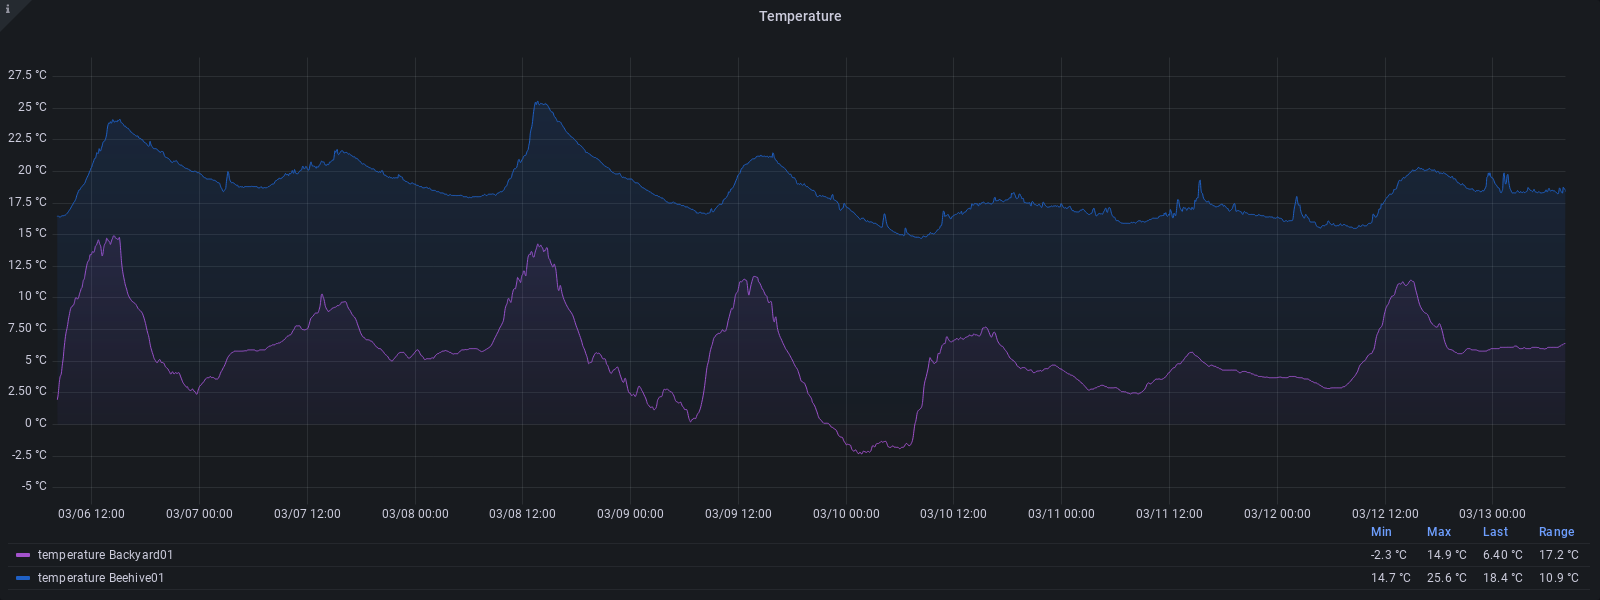 i
Temperature
27.5 °C
25 °C
22.5 °C
20 °C
17.5 °C
15 °C
12.5 °C
10 °C
7.50 °C
5 °C
2.50 °C
0 °C
-2.5 °C
-5 °C
03/06 12:00 03/07 00:00 03/07 12:00 03/08 00:00 03/08 12:00 03/09 00:00 03/09 12:00 03/10 00:00 03/10 12:00 03/11 00:00 03/11 12:00 03/12 00:00 03/12 12:00 03/13 00:00
Min Max Last Range
temperature Backyard01 -2.3 °C 14.9 °C 6.40 °C 17.2 °C
temperature Beehive01 14.7 °C 25.6 °C 18.4 °C 10.9 °C